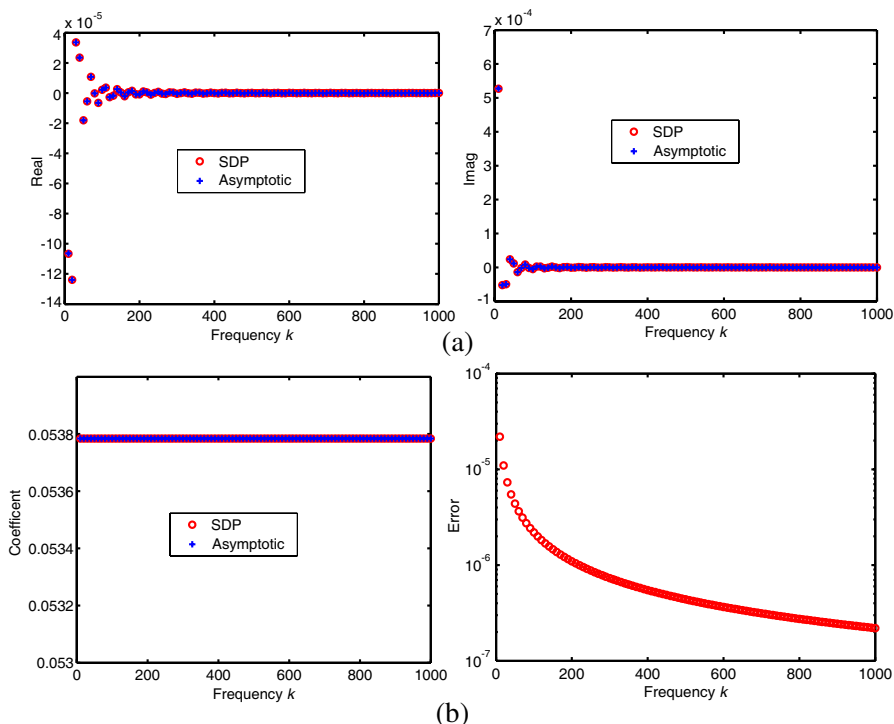 x 10⁻⁵
4
2
0
-2
-4
-6
-8
-10
-12
-14
Real
SDP
Asymptotic
0 200 400 600 800 1000
Frequency k
x 10⁻⁴
7
6
5
4
3
2
1
0
-1
Imag
SDP
Asymptotic
0 200 400 600 800 1000
Frequency k
(a)
0.0538
0.0536
0.0534
0.0532
0.053
Coefficent
SDP
Asymptotic
0 200 400 600 800 1000
Frequency k
10⁻⁴
10⁻⁵
10⁻⁶
10⁻⁷
Error
0 200 400 600 800 1000
Frequency k
(b)